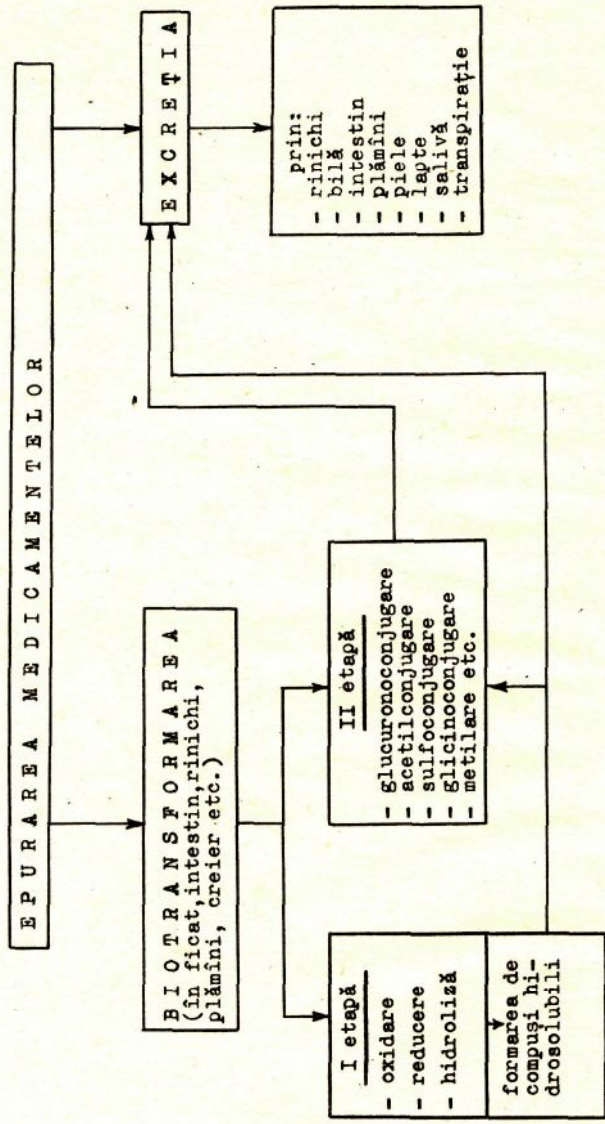 EPURAREA MEDICAMENTELOR
BIOTRANSFORMAREA
(în ficat,intestin,rinichi,
plămîni, creier etc.)
EXCREŢIA
I etapă
- oxidare
- reducere
- hidroliză
formarea de
compuşi hi-
drosolubili
II etapă
- glucuronoconjugare
- acetilconjugare
- sulfoconjugare
- glicinoconjugare
- metilare etc.
prin:
- rinichi
- bilă
- intestin
- plămîni
- piele
- lapte
- salivă
- transpiraţie